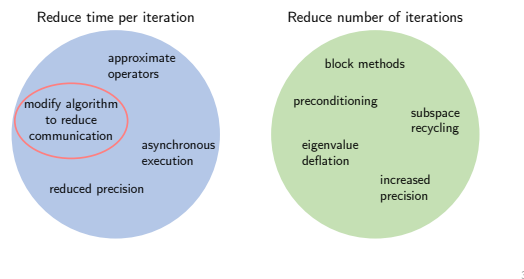 Reduce time per iteration
approximate
operators
modify algorithm
to reduce
communication
asynchronous
execution
reduced precision
Reduce number of iterations
block methods
preconditioning
subspace
recycling
eigenvalue
deflation
increased
precision